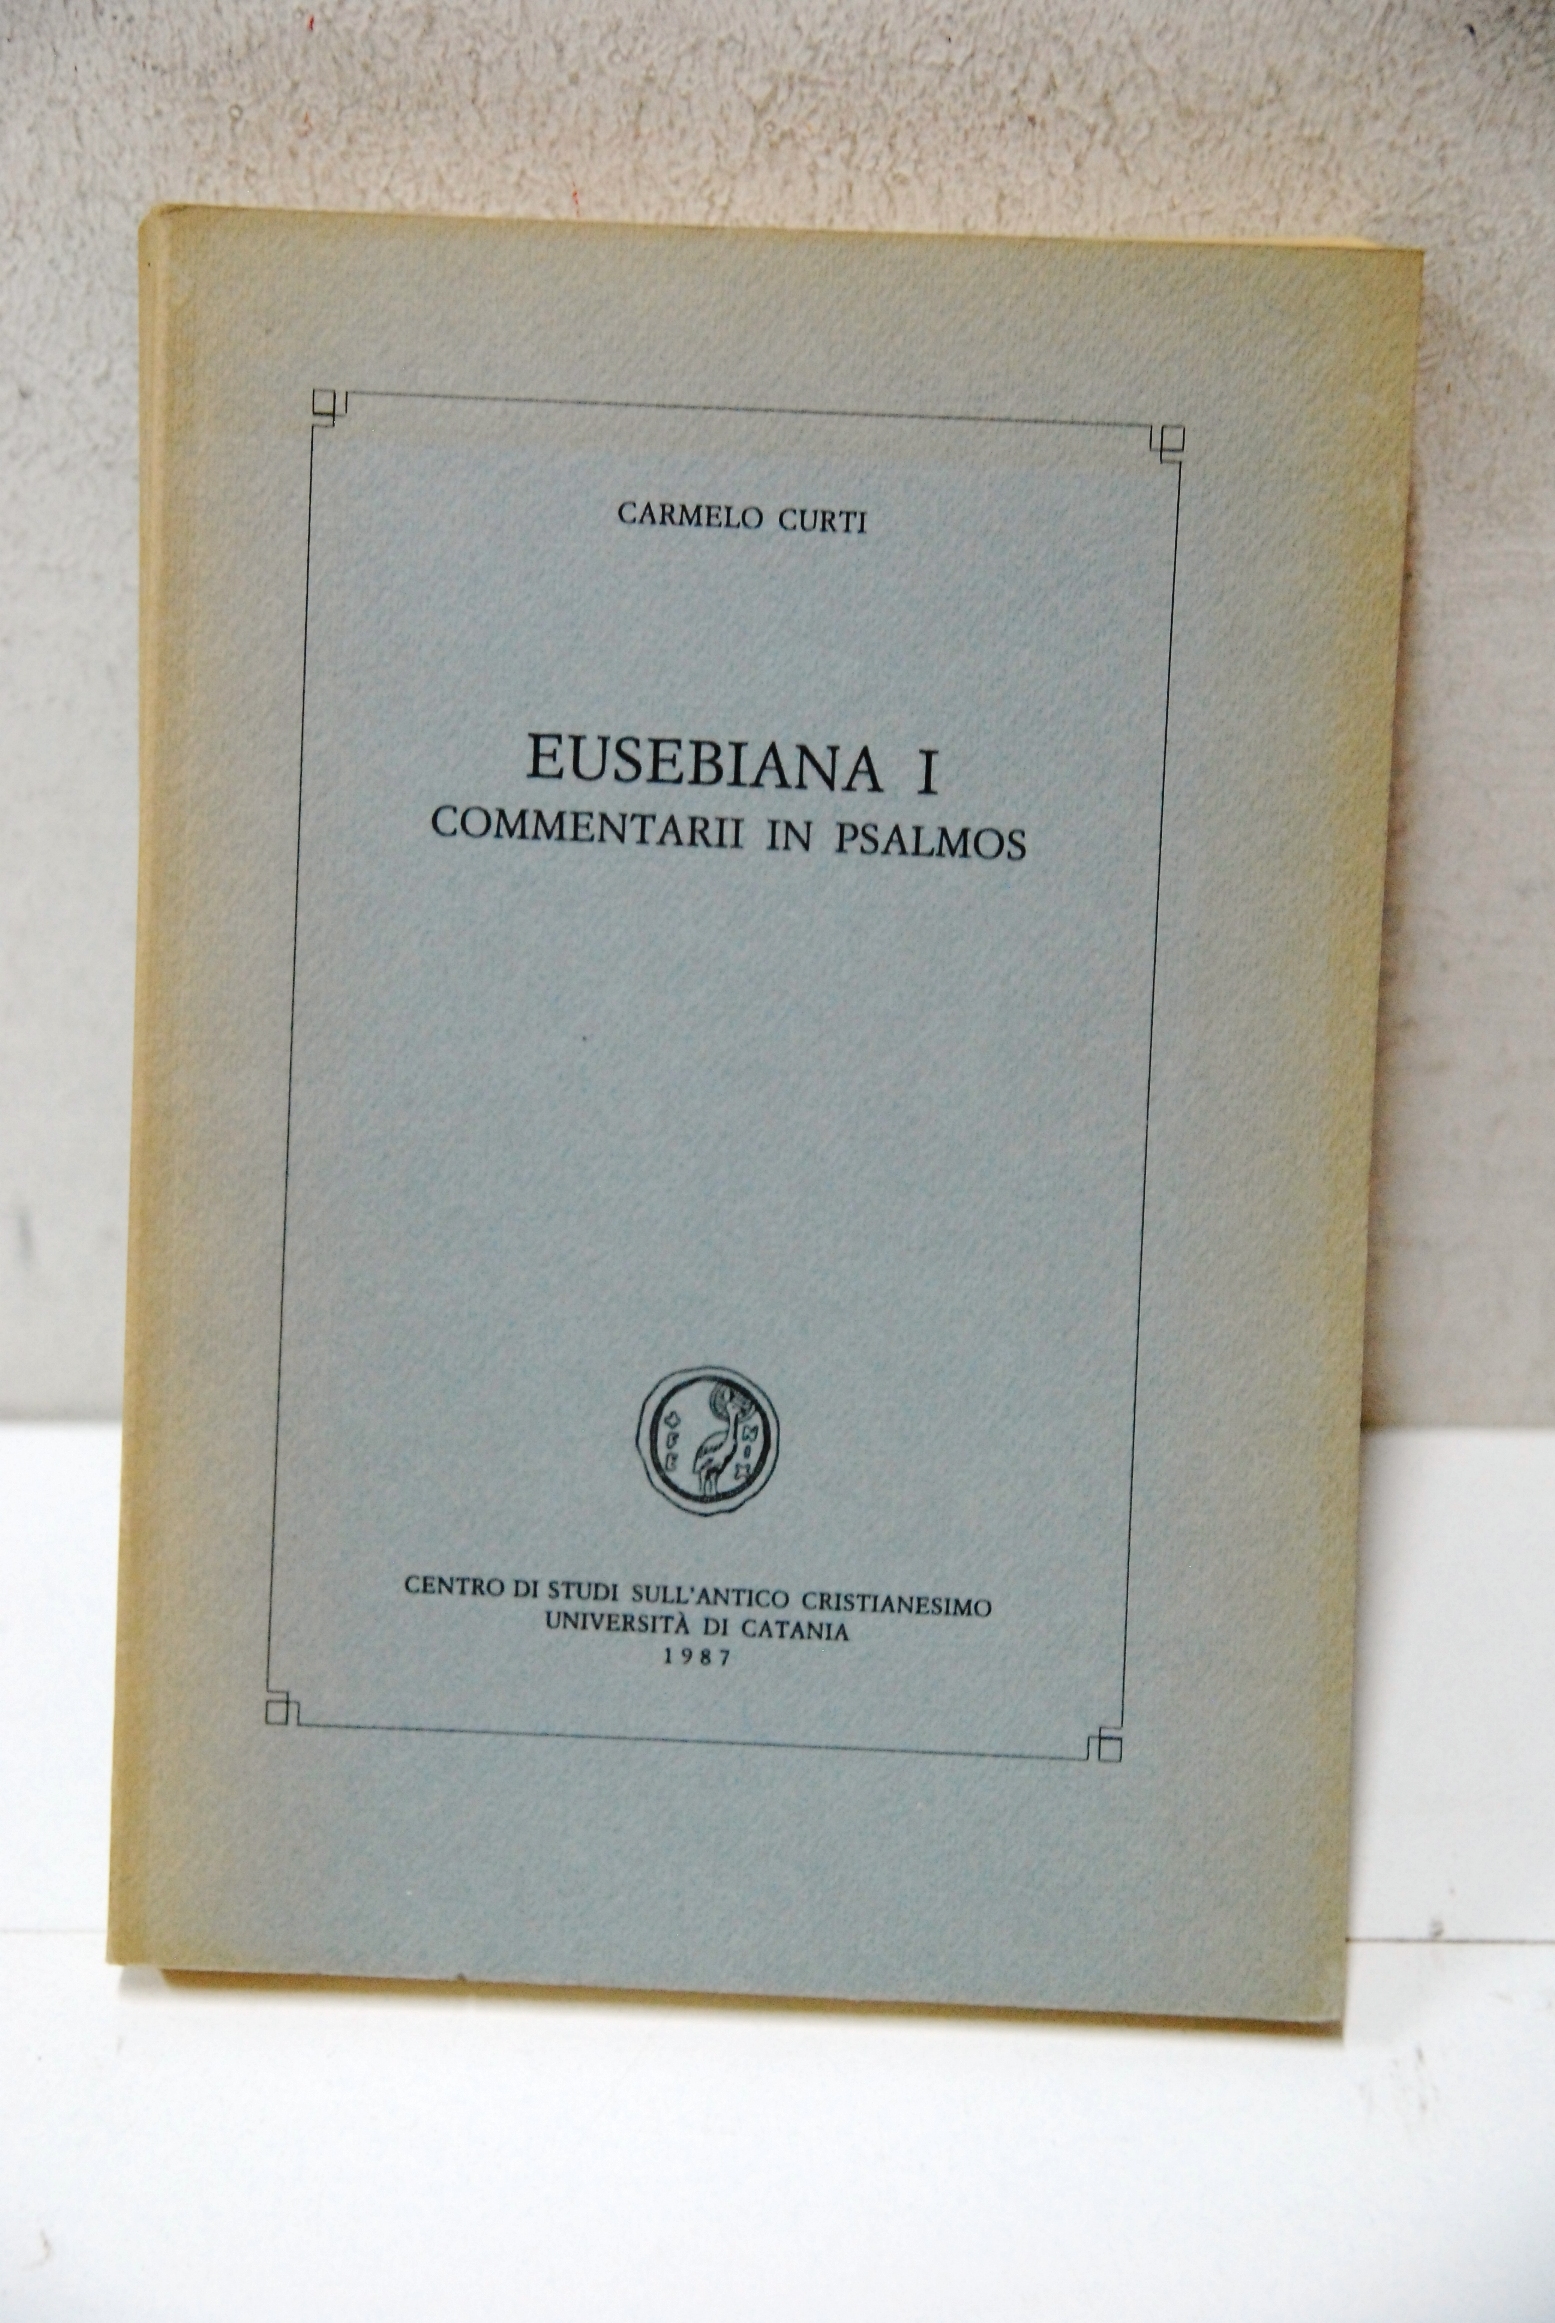 CARMELO CURTI
EUSEBIANA I
COMMENTARII IN PSALMOS
CENTRO DI STUDI SULL'ANTICO CRISTIANESIMO
UNIVERSITÀ DI CATANIA
1987